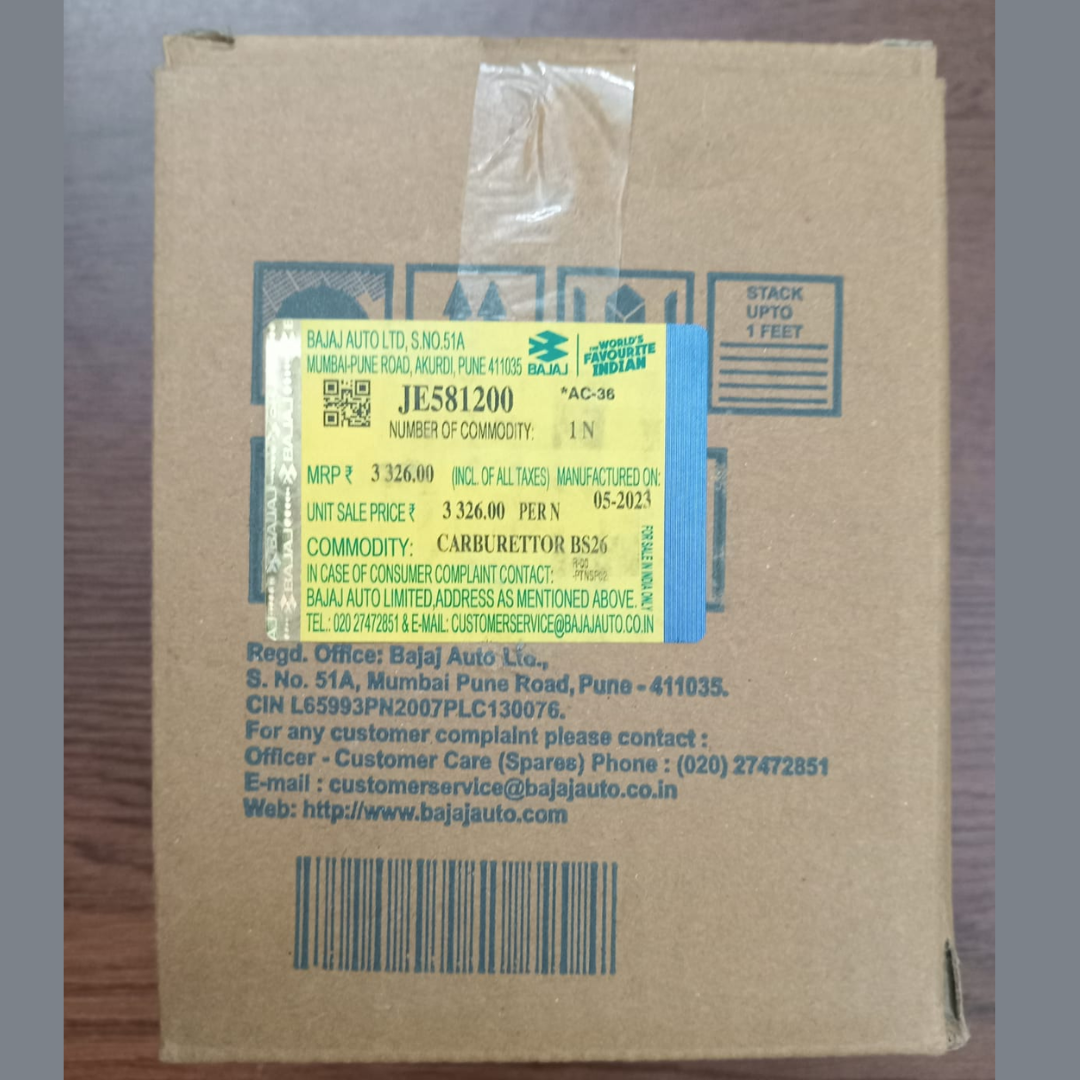 STACK
UPTO
1 FEET
BAJAJ AUTO LTD, S.NO.51A
MUMBAI-PUNE ROAD, AKURDI, PUNE 411035
BAJAJ
THE WORLD'S
FAVOURITE
INDIAN
JE581200 *AC-36
NUMBER OF COMMODITY: 1 N
MRP ₹ 3 326.00 (INCL. OF ALL TAXES) MANUFACTURED ON:
05-2023
UNIT SALE PRICE ₹ 3 326.00 PER N
COMMODITY: CARBURETTOR BS26
IN CASE OF CONSUMER COMPLAINT CONTACT:
BAJAJ AUTO LIMITED,ADDRESS AS MENTIONED ABOVE.
TEL.: 020 27472851 & E-MAIL: CUSTOMERSERVICE@BAJAJAUTO.CO.IN
FOR SALE IN INDIA ONLY
BAJAJ
BAJAJ
BAJAJ
Regd. Office: Bajaj Auto Ltd.,
S. No. 51A, Mumbai Pune Road, Pune - 411035.
CIN L65993PN2007PLC130076.
For any customer complaint please contact :
Officer - Customer Care (Spares) Phone : (020) 27472851
E-mail : customerservice@bajajauto.co.in
Web: http://www.bajajauto.com